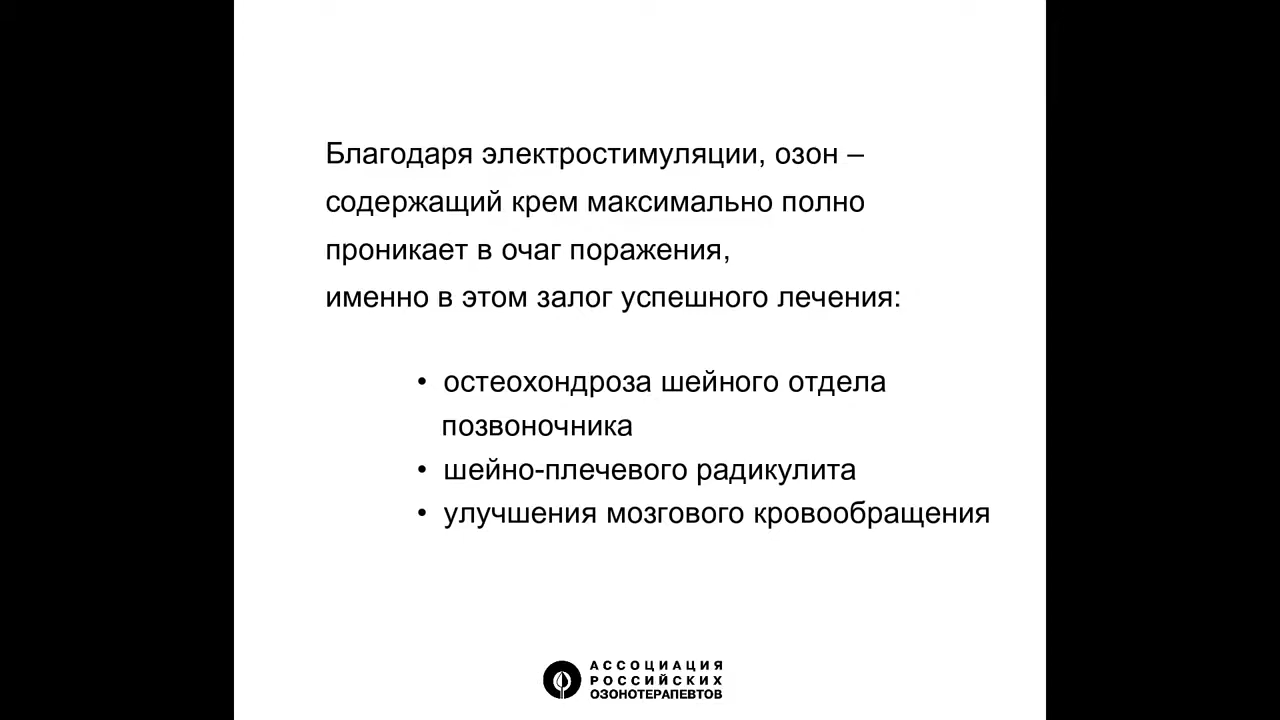 Благодаря электростимуляции, озон –
содержащий крем максимально полно
проникает в очаг поражения,
именно в этом залог успешного лечения:
• остеохондроза шейного отдела
позвоночника
• шейно-плечевого радикулита
• улучшения мозгового кровообращения
АССОЦИАЦИЯ
РОССИЙСКИХ
ОЗОНОТЕРАПЕВТОВ